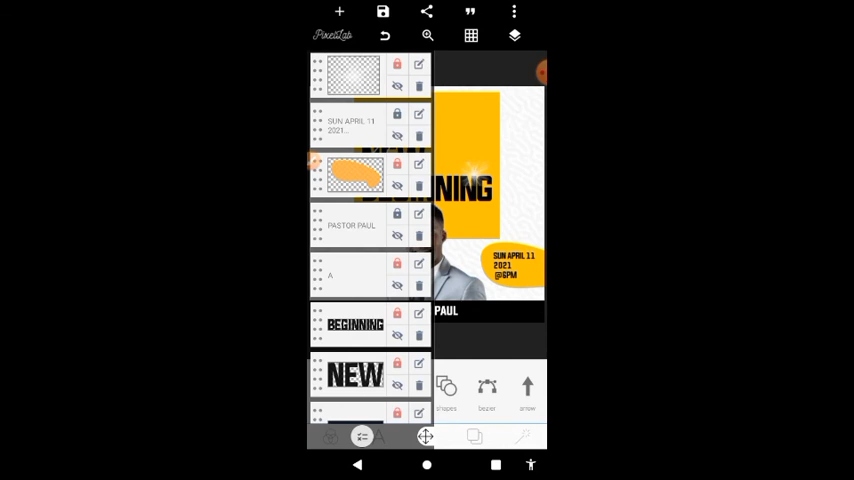 PixelLab
SUN APRIL 11
2021...
PASTOR PAUL
A
BEGINNING
NEW
NING
SUN APRIL 11
2021
@6PM
PAUL
shapes
bezier
arrow
A